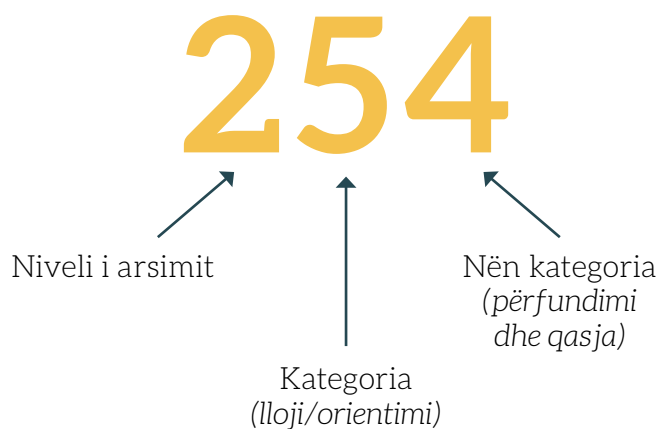 254
Niveli i arsimit
Nën kategoria
(përfundimi
dhe qasja)
Kategoria
(lloji/orientimi)